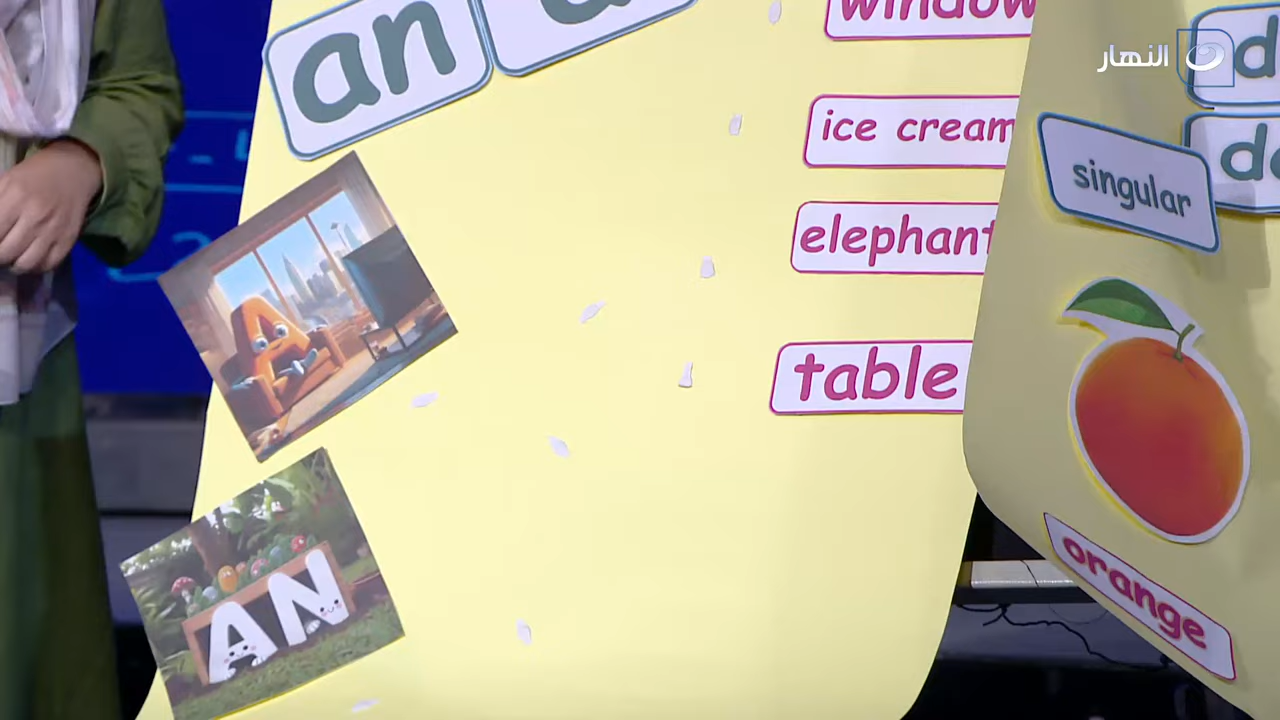 an a
window
ice cream
elephant
table
AN
النهار
singular
orange